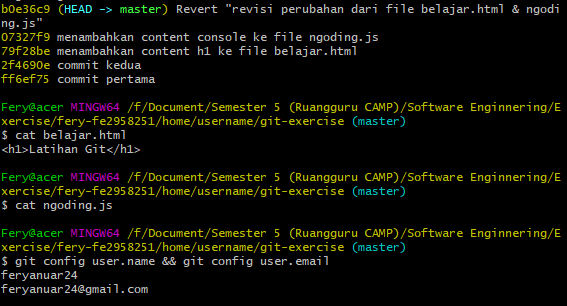 b0e36c9 (HEAD -> master) Revert "revisi perubahan dari file belajar.html & ngodi
ng.js"
07327f9 menambahkan content console ke file ngoding.js
79f28be menambahkan content h1 ke file belajar.html
2f4690e commit kedua
ff6ef75 commit pertama
Fery@acer MINGW64 /f/Document/Semester 5 (Ruangguru CAMP)/Software Enginnering/E
xercise/fery-fe2958251/home/username/git-exercise (master)
$ cat belajar.html
<h1>Latihan Git</h1>
Fery@acer MINGW64 /f/Document/Semester 5 (Ruangguru CAMP)/Software Enginnering/E
xercise/fery-fe2958251/home/username/git-exercise (master)
$ cat ngoding.js
Fery@acer MINGW64 /f/Document/Semester 5 (Ruangguru CAMP)/Software Enginnering/E
xercise/fery-fe2958251/home/username/git-exercise (master)
$ git config user.name && git config user.email
feryanuar24
feryanuar24@gmail.com